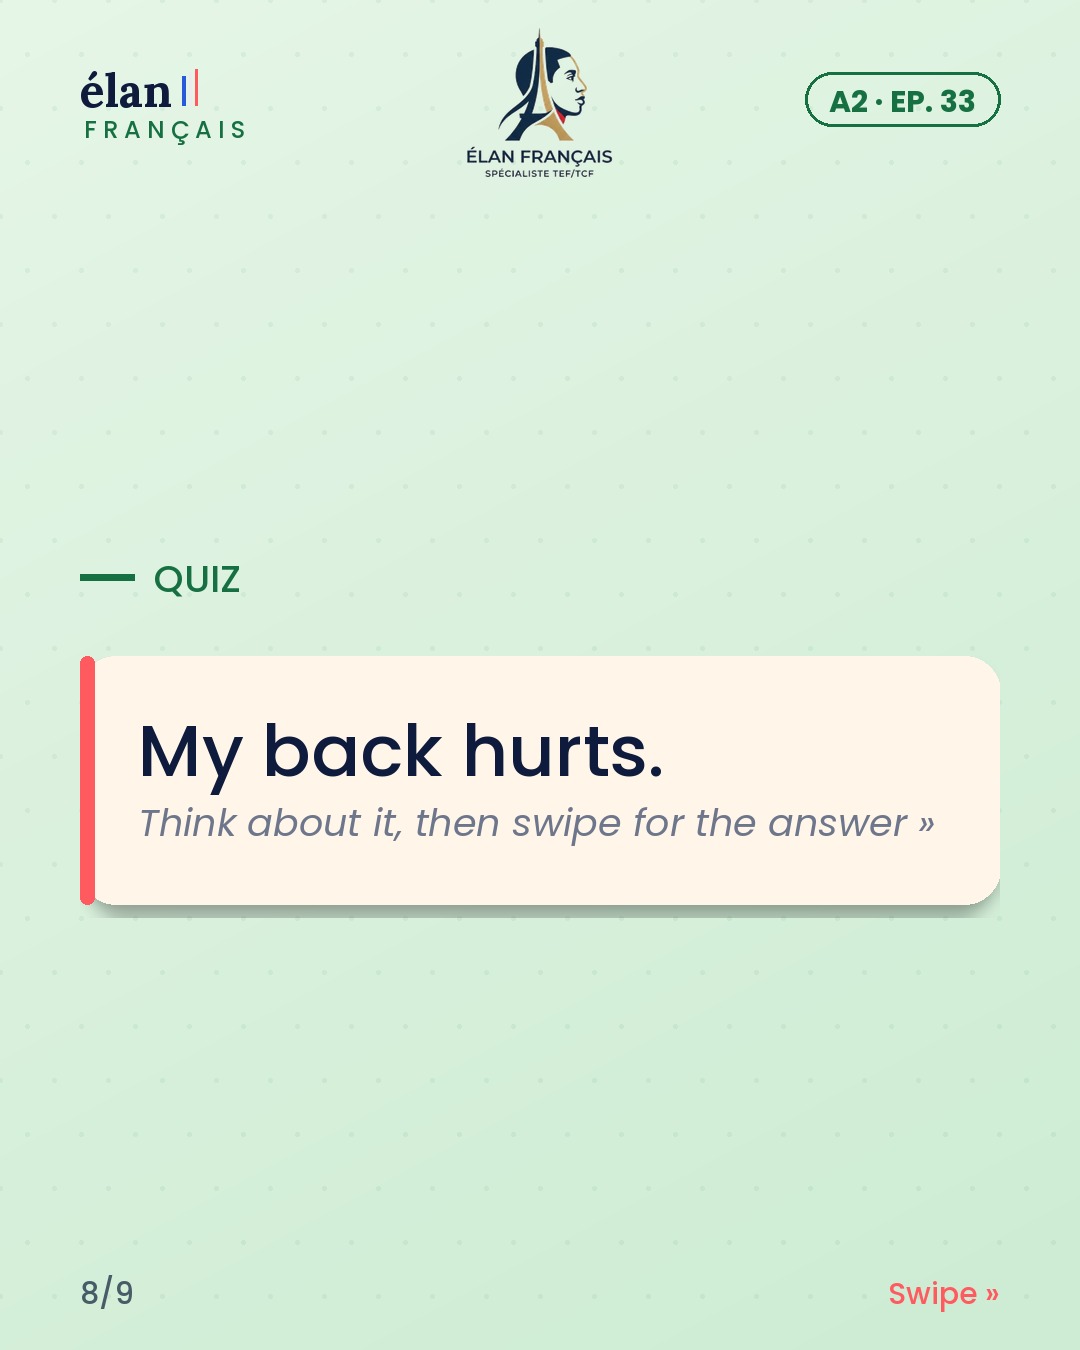 élan
FRANÇAIS
ÉLAN FRANÇAIS
SPÉCIALISTE TEF/TCF
A2 · EP. 33
QUIZ
My back hurts.
Think about it, then swipe for the answer »
8/9
Swipe »